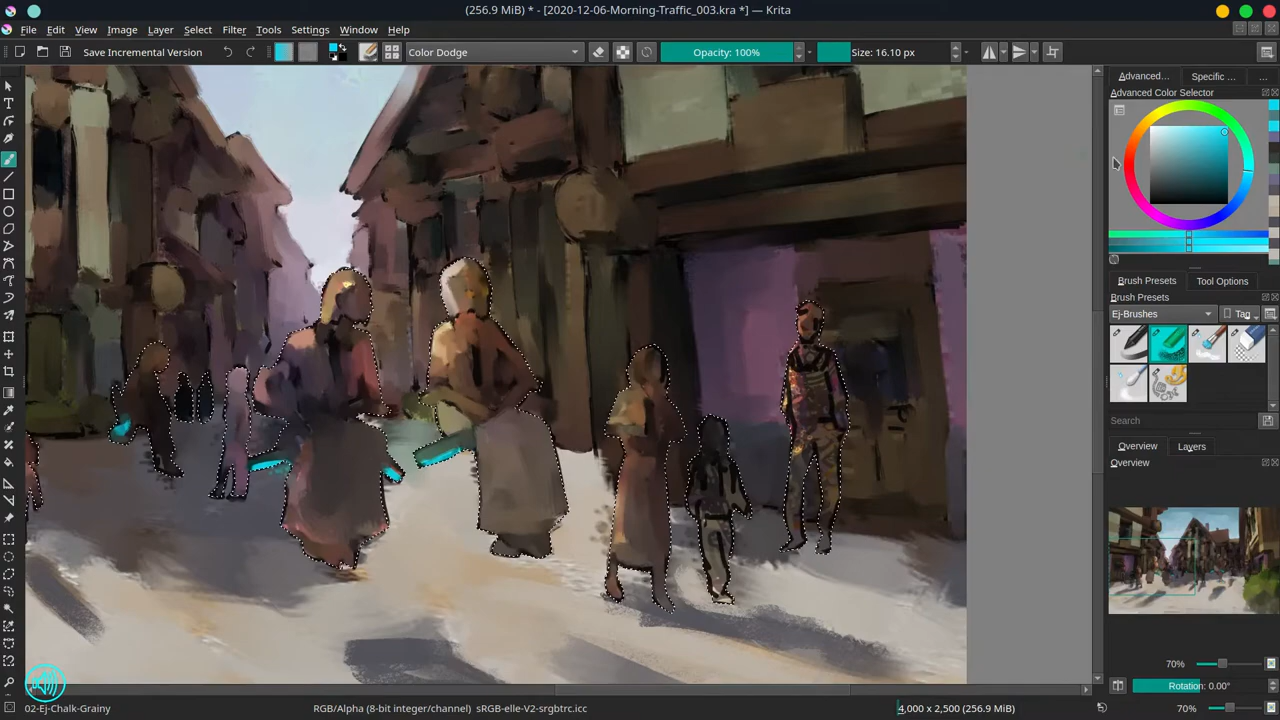 (256.9 MiB) * - [2020-12-06-Morning-Traffic_003.kra *] — Krita
File Edit View Image Layer Select Filter Tools Settings Window Help
Save Incremental Version Color Dodge Opacity: 100% Size: 16.10 px
Advanced... Specific ... ...
Advanced Color Selector
Brush Presets Tool Options
Brush Presets
Ej-Brushes Tag
Search
Overview Layers
Overview
70%
Rotation: 0.00°
02-Ej-Chalk-Grainy RGB/Alpha (8-bit integer/channel) sRGB-elle-V2-srgbtrc.icc 4,000 x 2,500 (256.9 MiB) 70%